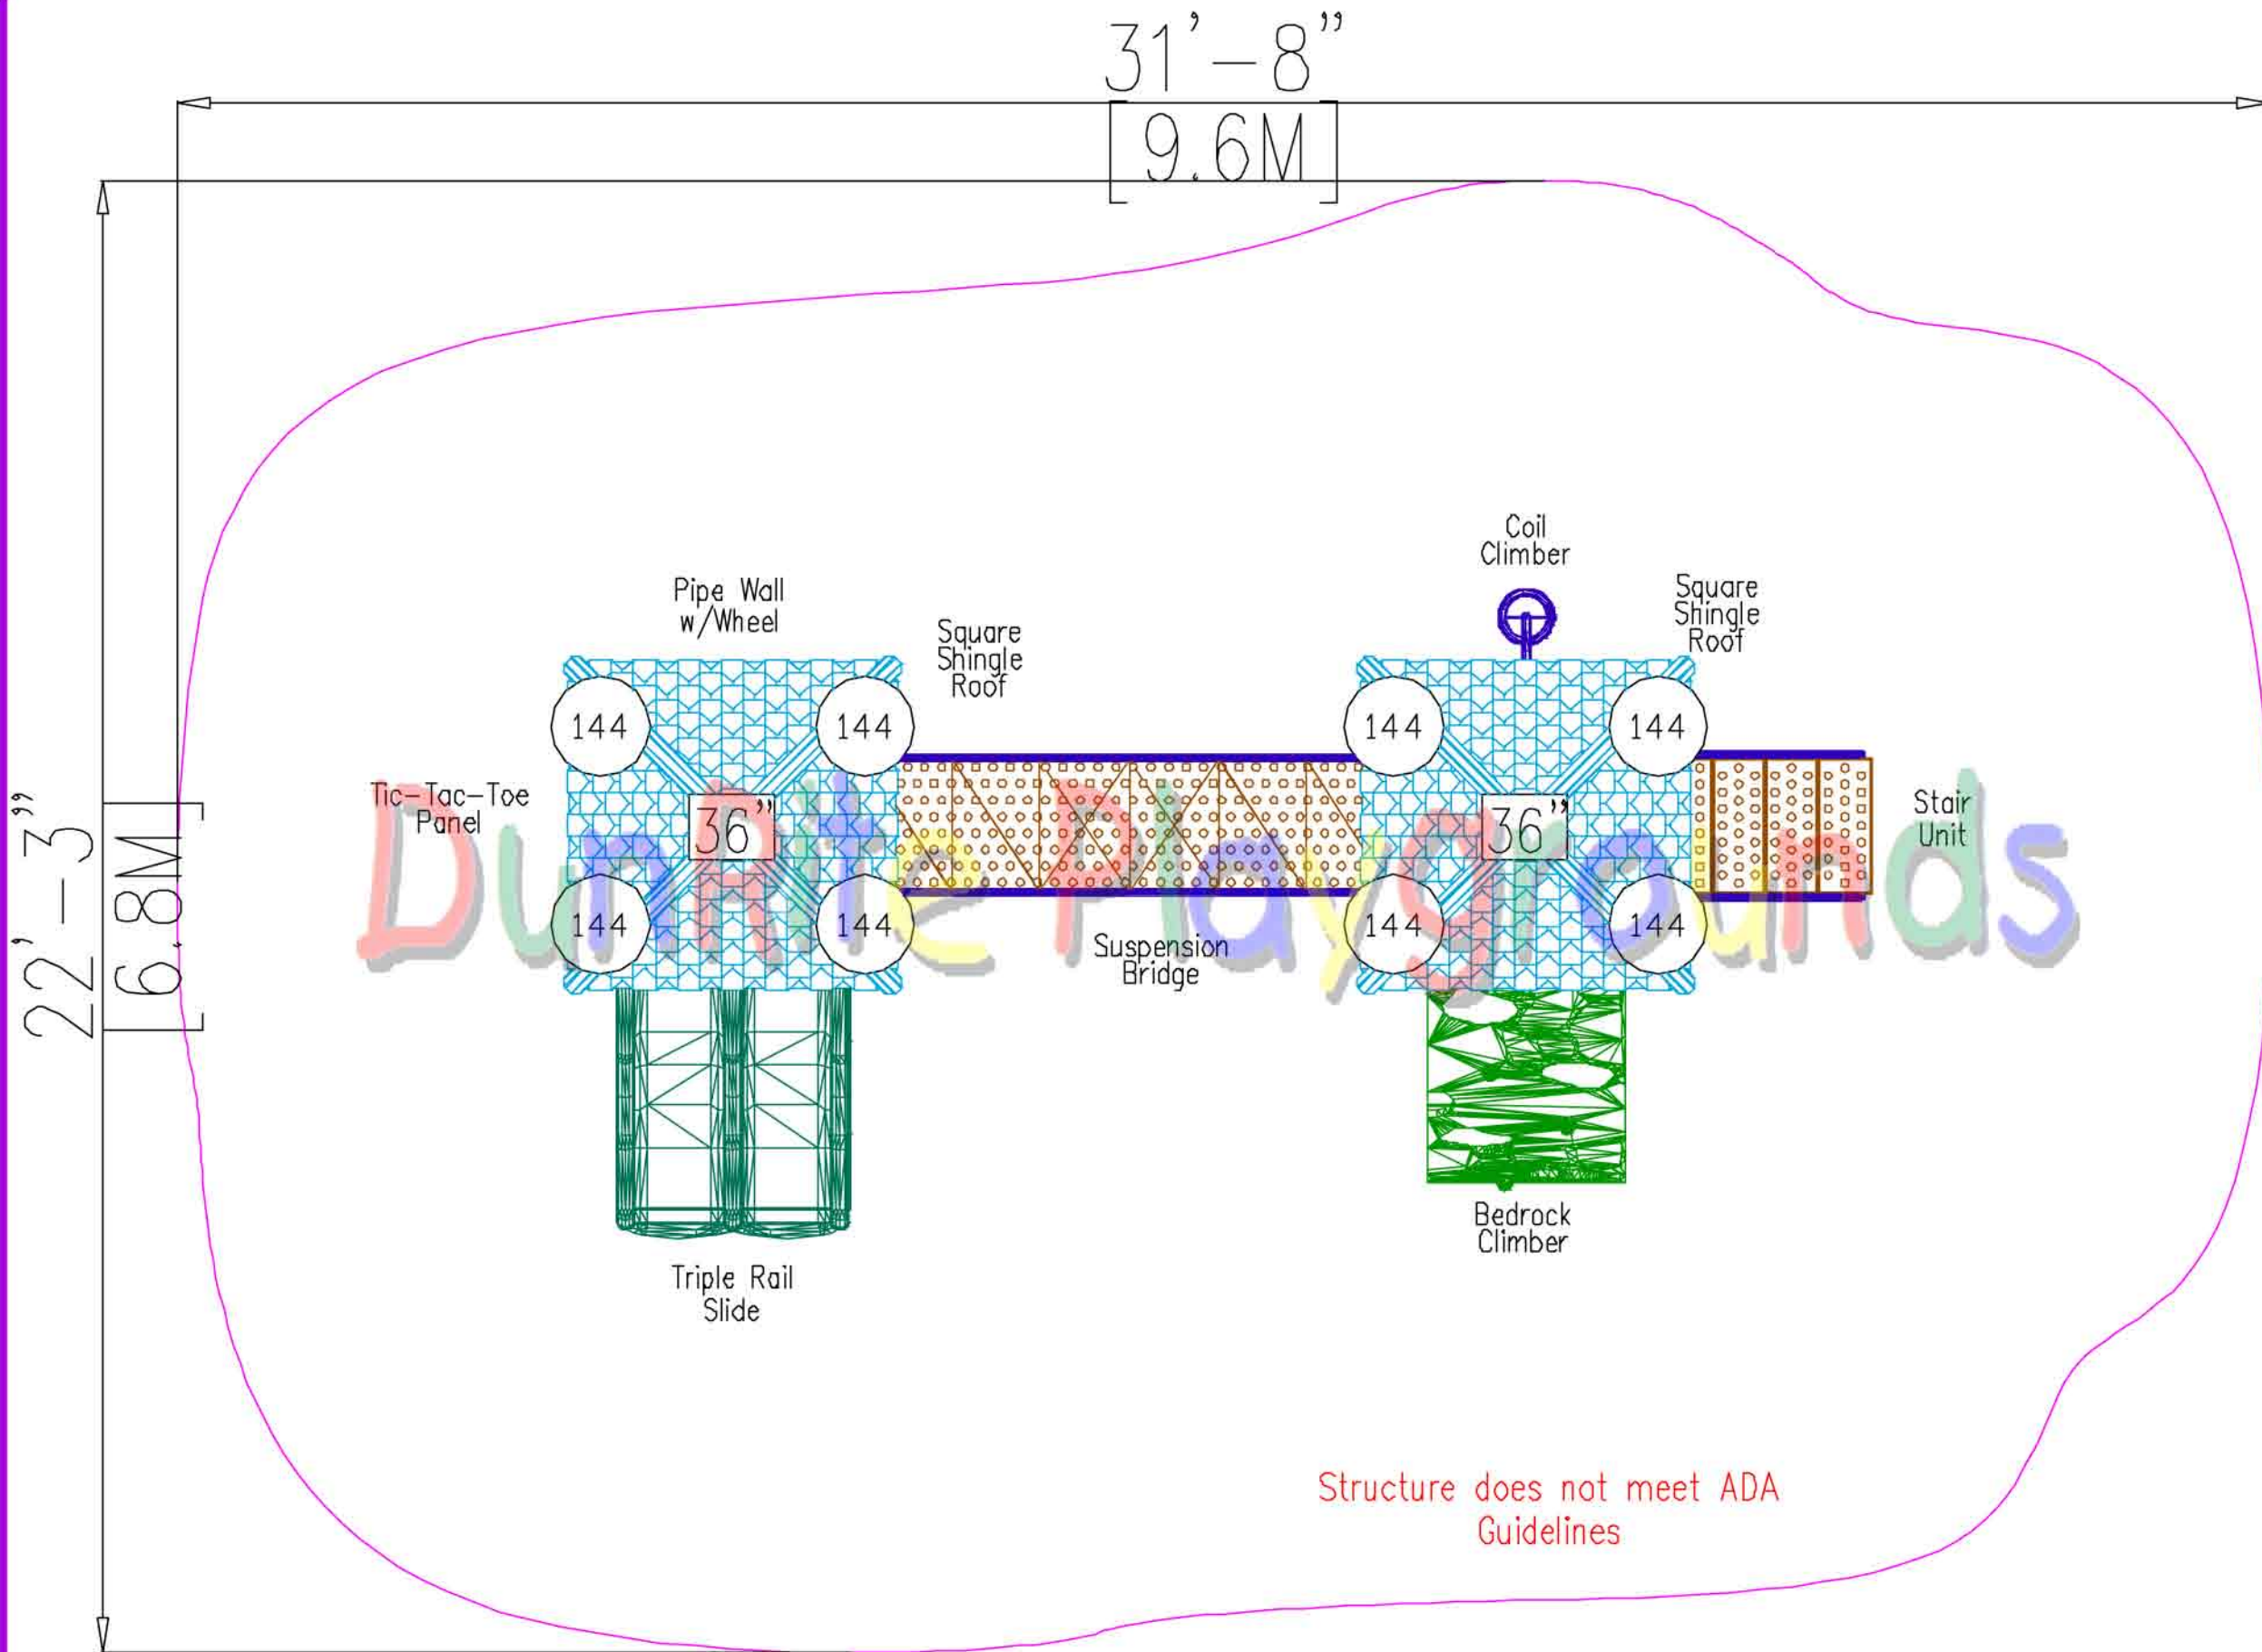 31'-8"
[9.6M]
22'-3"
[6.8M]
Coil
Climber
Pipe Wall
w/Wheel
Square
Shingle
Roof
Square
Shingle
Roof
144
144
144
144
Tic-Tac-Toe
Panel
36"
36"
Stair
Unit
DunRite Playgrounds
144
144
144
144
Suspension
Bridge
Bedrock
Climber
Triple Rail
Slide
Structure does not meet ADA
Guidelines